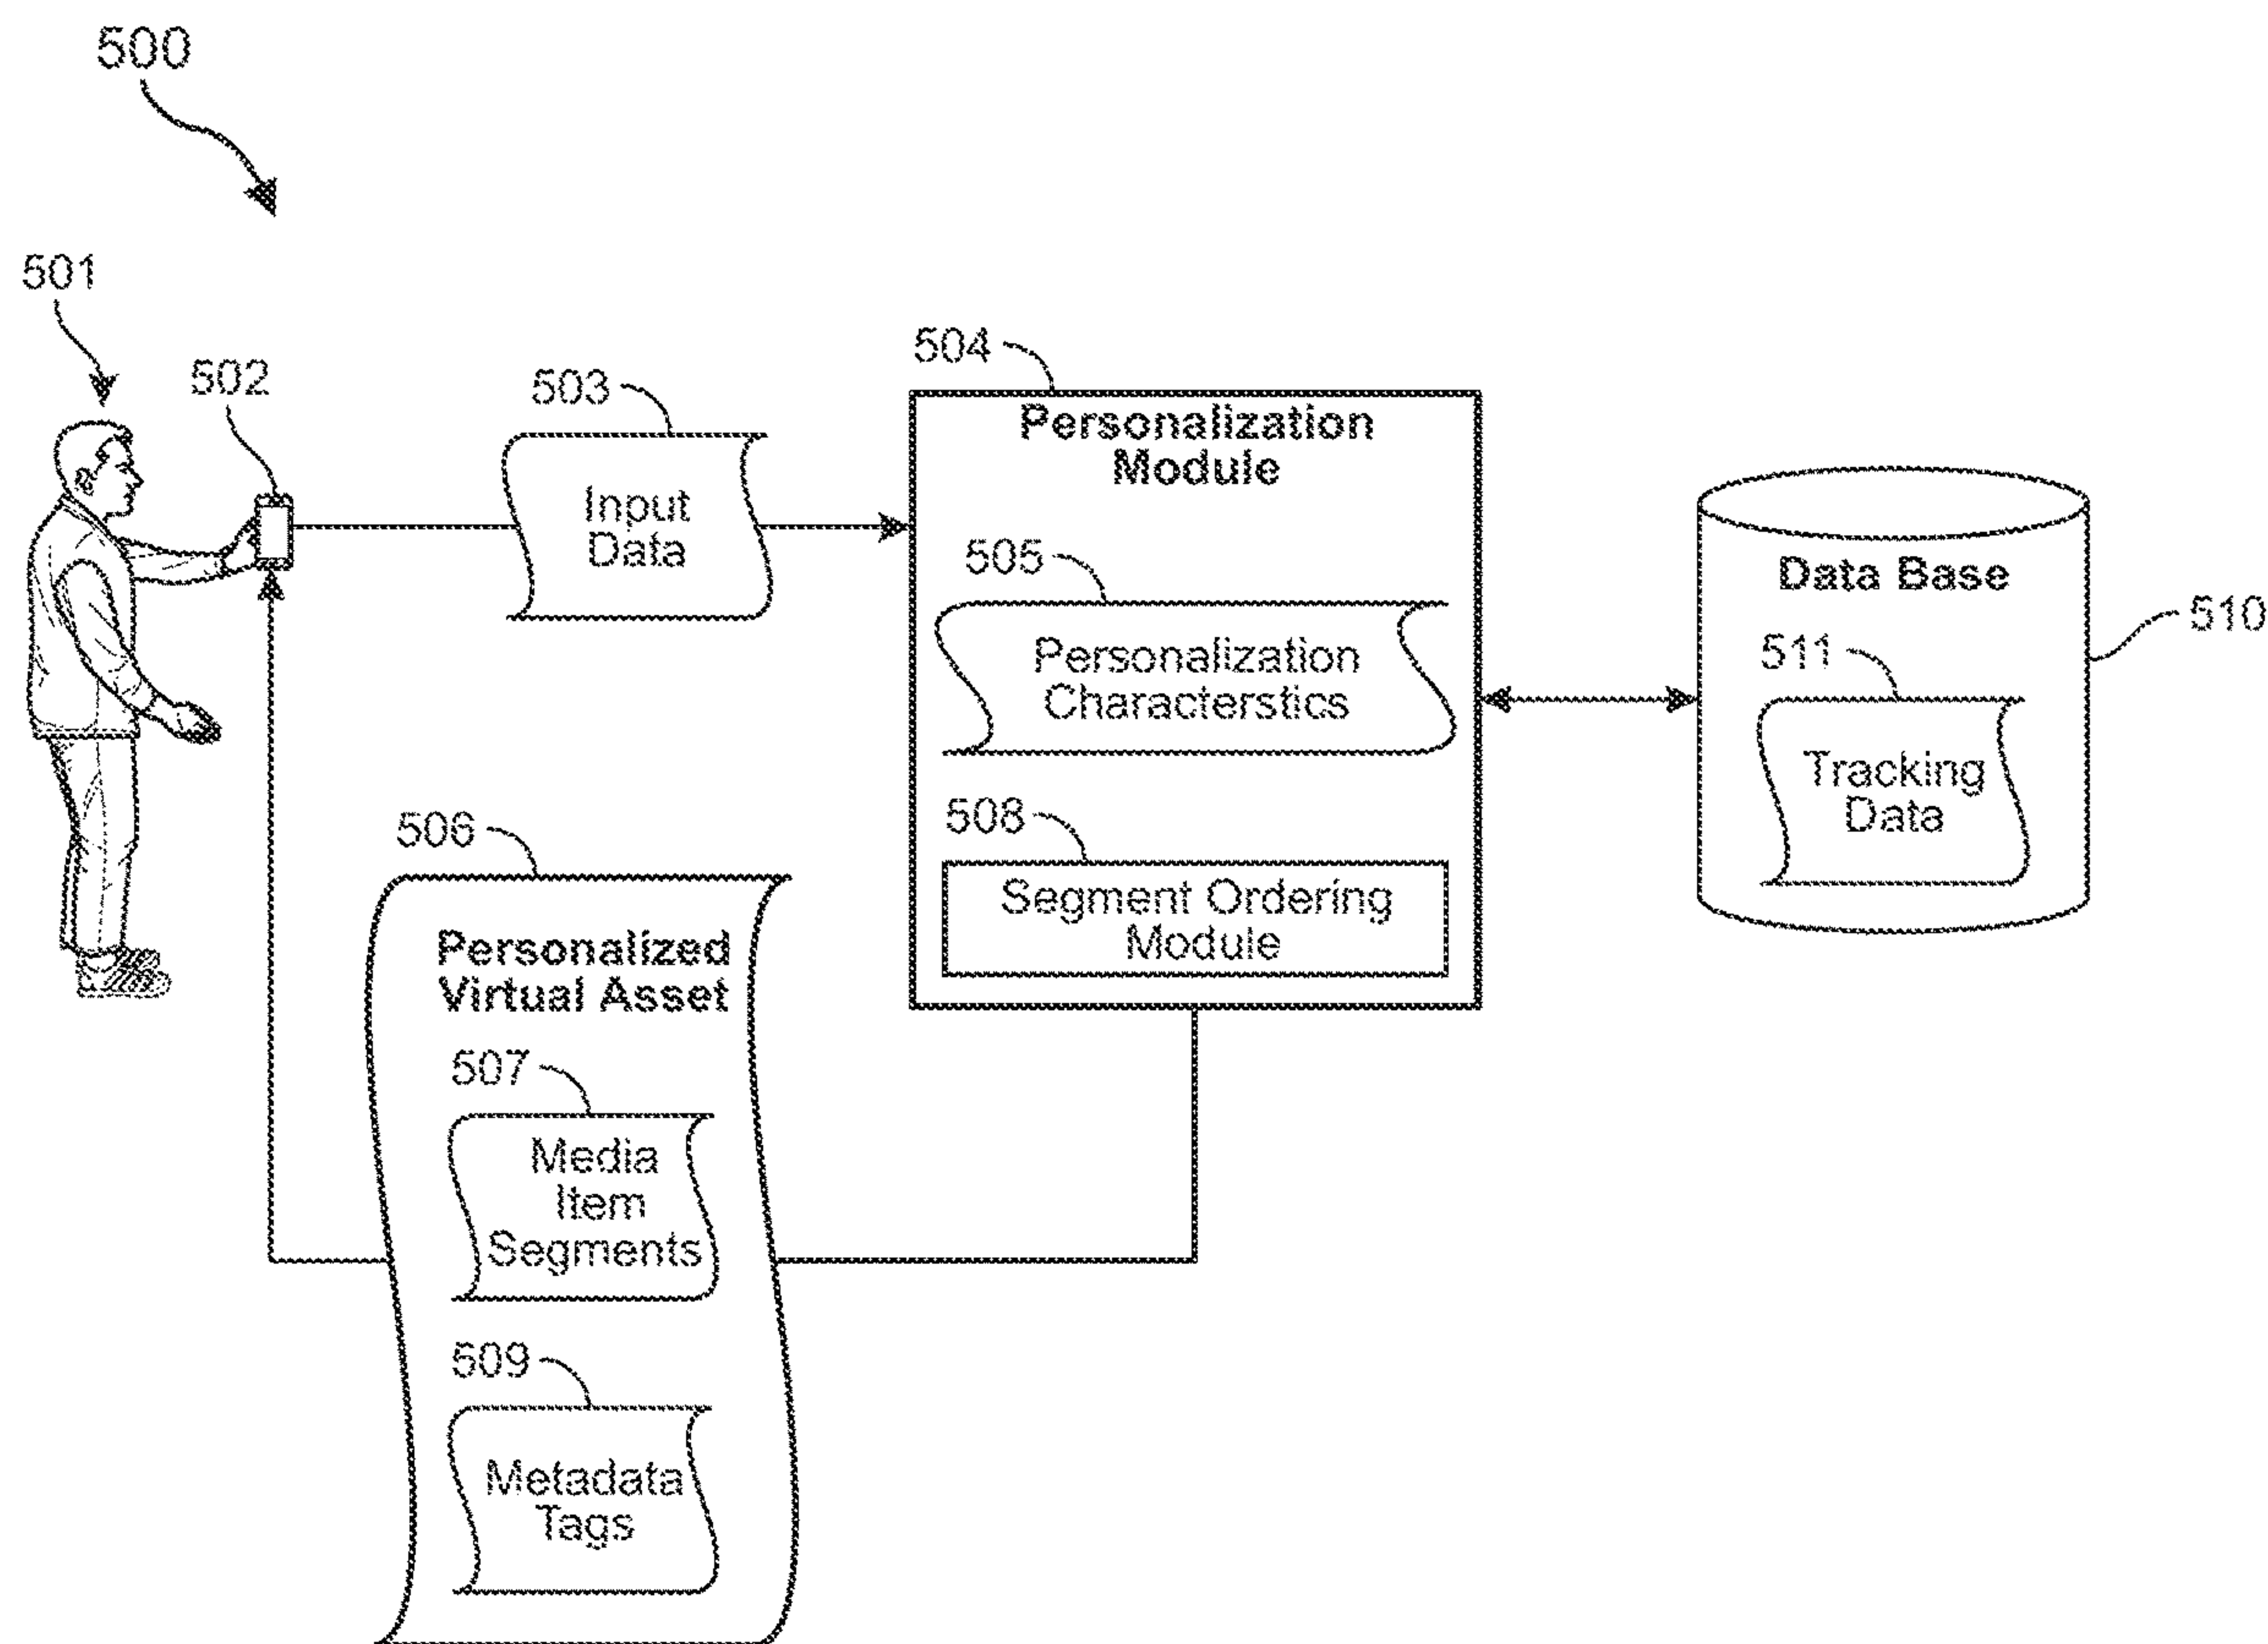 500
501
502
503
Input
Data
504
Personalization
Module
505
Personalization
Characterstics
508
Segment Ordering
Module
Data Base
510
511
Tracking
Data
506
Personalized
Virtual Asset
507
Media
Item
Segments
509
Metadata
Tags